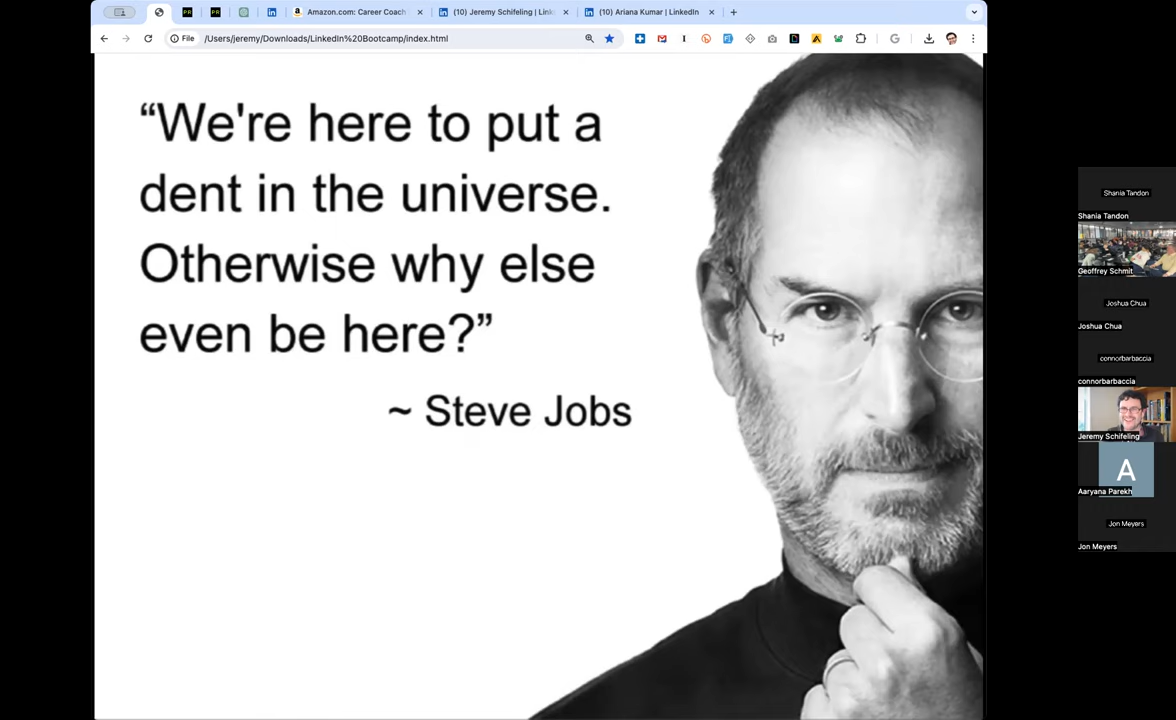 Amazon.com: Career Coach
(10) Jeremy Schifeling | Link
(10) Ariana Kumar | LinkedIn
File
/Users/jeremy/Downloads/LinkedIn%20Bootcamp/index.html
“We're here to put a
dent in the universe.
Otherwise why else
even be here?”
~ Steve Jobs
Shania Tandon
Shania Tandon
Geoffrey Schmit
Joshua Chua
Joshua Chua
connorbarbaccia
connorbarbaccia
Jeremy Schifeling
A
Aaryana Parekh
Jon Meyers
Jon Meyers